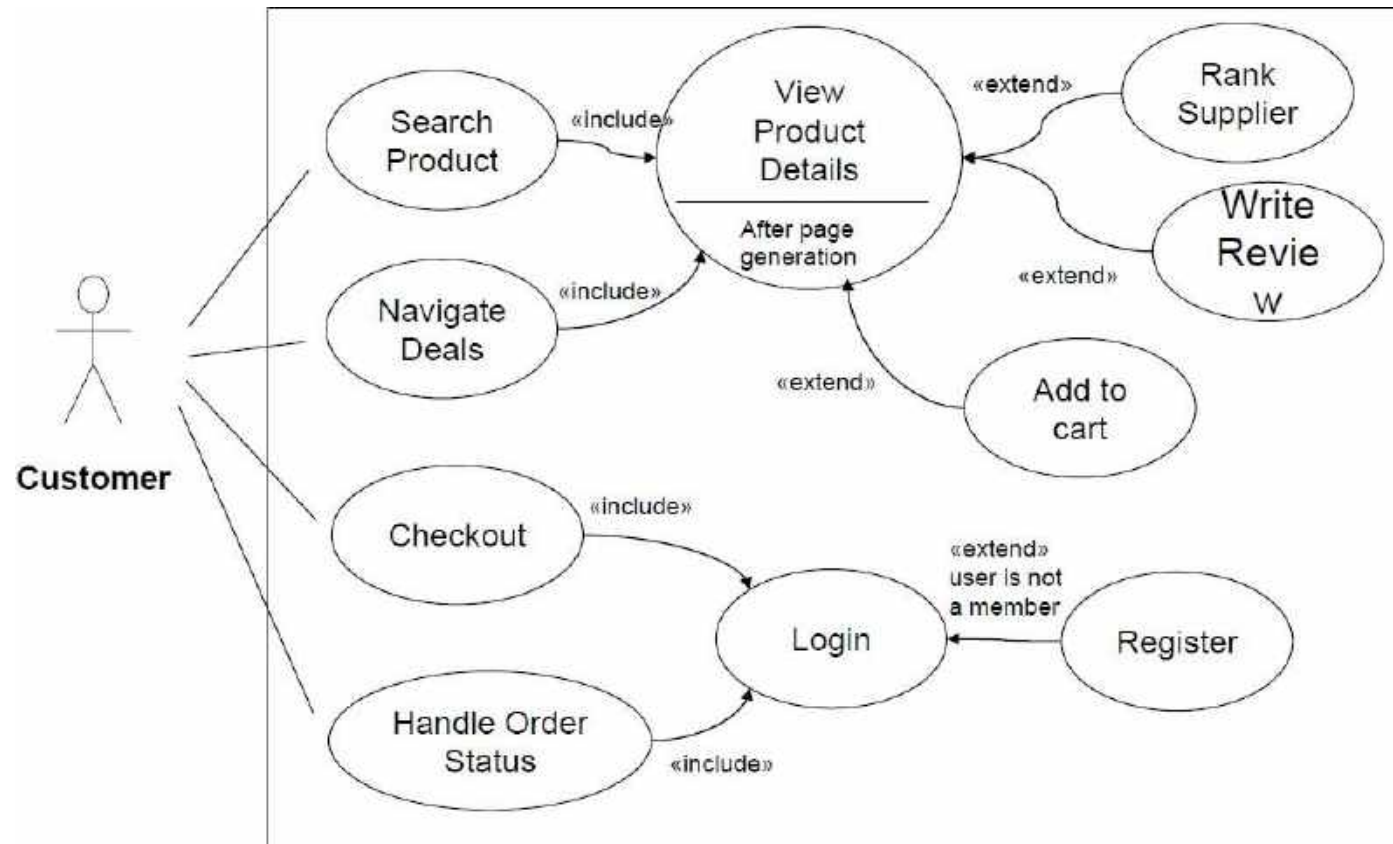 Customer
Search
Product
«include»
View
Product
Details
After page
generation
«extend»
Rank
Supplier
Write
Revie
w
«extend»
Navigate
Deals
«include»
«extend»
Add to
cart
Checkout
«include»
Login
«extend»
user is not
a member
Register
Handle Order
Status
«include»